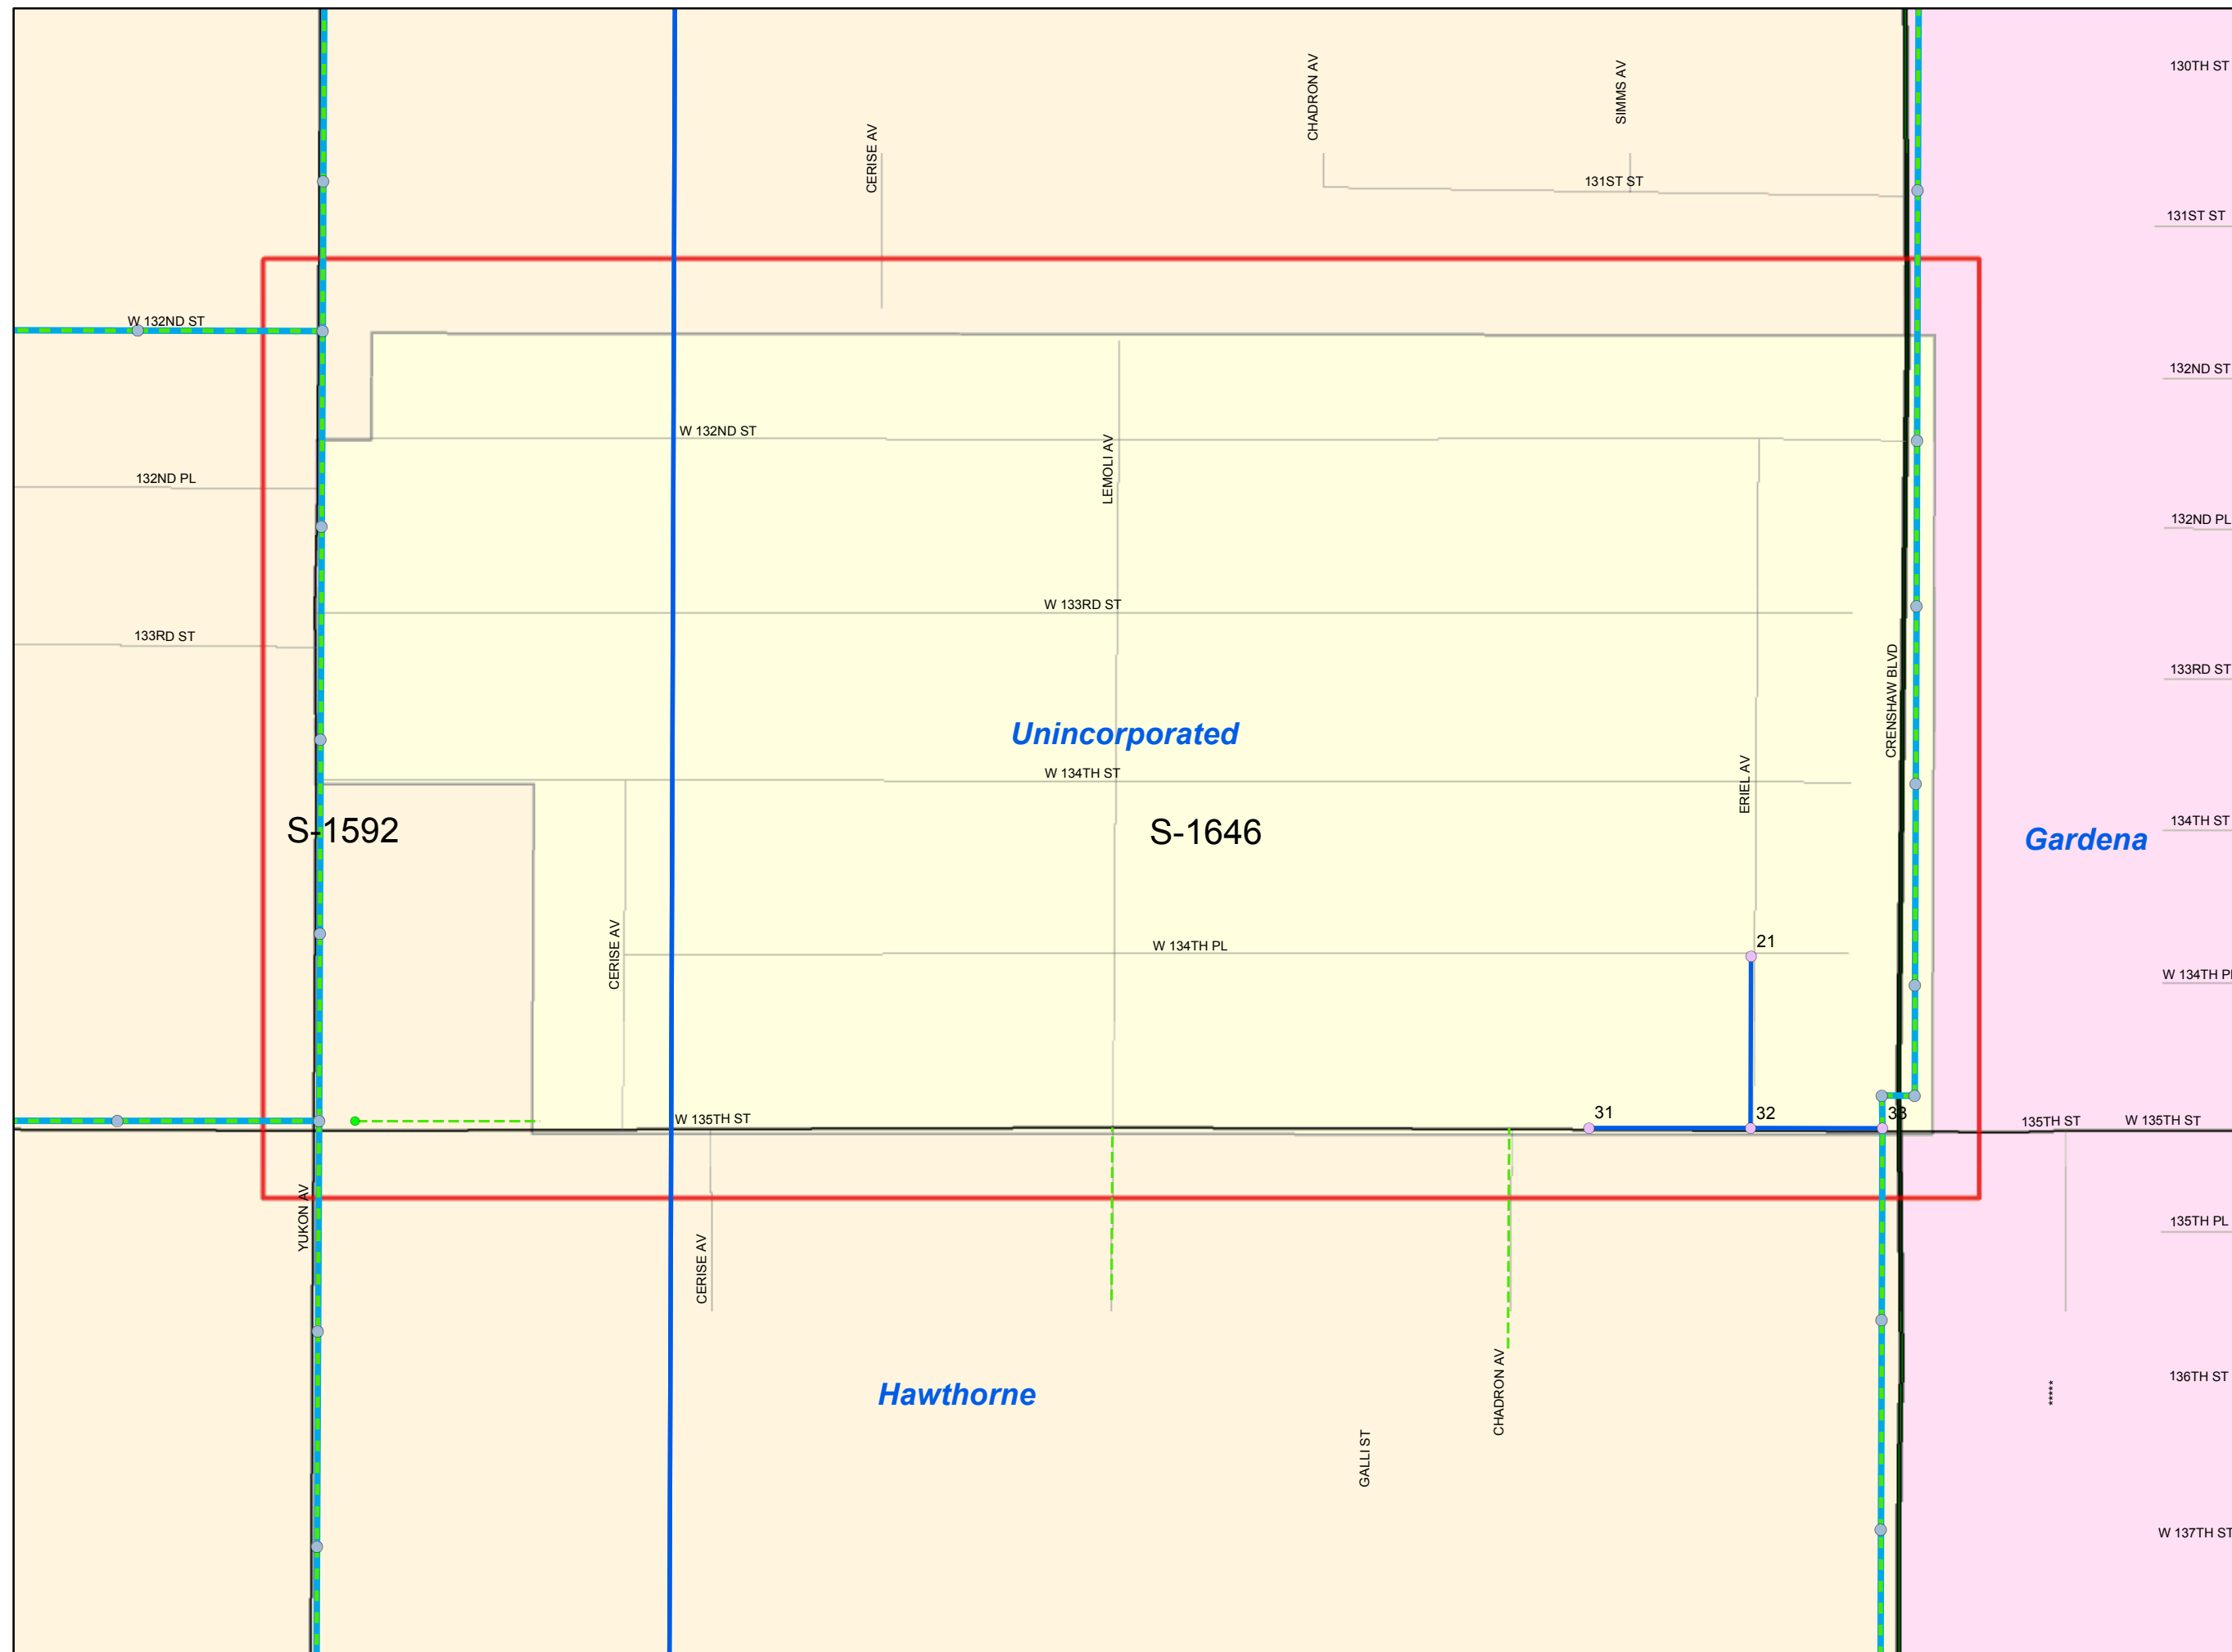 130TH ST
CHADRON AV
SIMMS AV
CERISE AV
131ST ST
131ST ST
W 132ND ST
132ND ST
W 132ND ST
LEMOLI AV
132ND PL
132ND PL
W 133RD ST
133RD ST
133RD ST
CRENSHAW BLVD
Unincorporated
W 134TH ST
ERIEL AV
134TH ST
S-1592
S-1646
Gardena
CERISE AV
W 134TH PL
21
W 134TH PL
W 135TH ST
31
32
33
135TH ST
W 135TH ST
YUKON AV
135TH PL
CERISE AV
Hawthorne
CHADRON AV
136TH ST
*****
GALLI ST
W 137TH ST